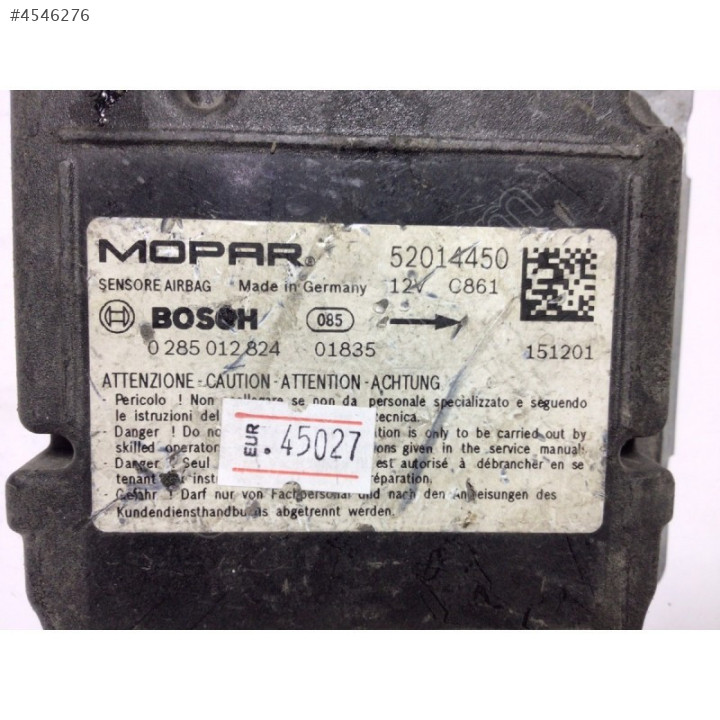 #4546276
MOPAR® 52014450
SENSORE AIRBAG Made in Germany 12V C861
BOSCH 085
0 285 012 824 01835 151201
ATTENZIONE-CAUTION-ATTENTION-ACHTUNG
- Pericolo ! Non se non da personale specializzato e seguendo
le istruzioni del tecnica.
- Danger ! Do no is only to be carried out by
skilled operator given in the service manual
- Danger ! Seul est autorisé à débrancher en se
tenant réparation.
- Gefahr ! Darf nur von Fachpersonal und nach den Anweisungen des
Kundendiensthandbuchs abgetrennt werden.
EUR . 45027